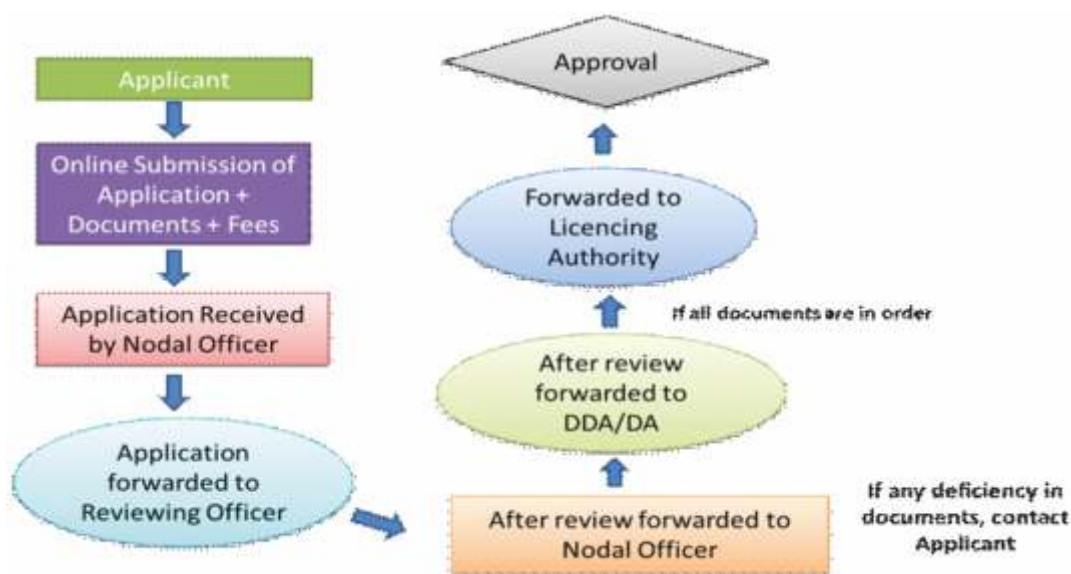 Applicant
Online Submission of
Application +
Documents + Fees
Application Received
by Nodal Officer
Application
forwarded to
Reviewing Officer
After review forwarded to
Nodal Officer
If any deficiency in
documents, contact
Applicant
After review
forwarded to
DDA/DA
If all documents are in order
Forwarded to
Licencing
Authority
Approval